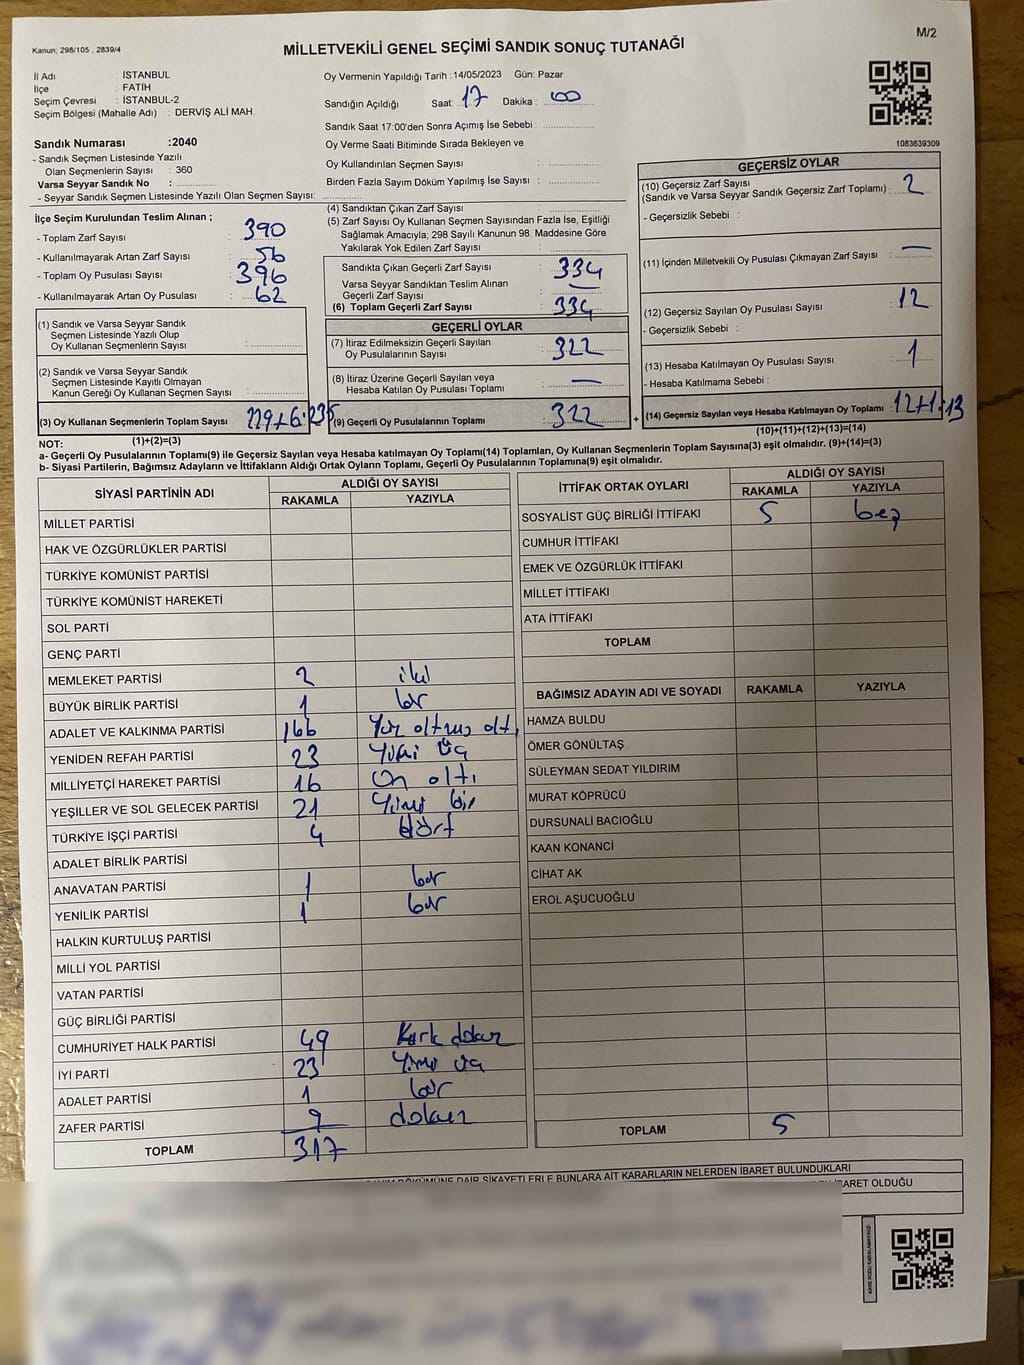 Kanun; 298/105 , 2839/4
MİLLETVEKİLİ GENEL SEÇİMİ SANDIK SONUÇ TUTANAĞI
M/2
İl Adı : İSTANBUL
İlçe : FATİH
Seçim Çevresi : İSTANBUL-2
Seçim Bölgesi (Mahalle Adı) : DERVİŞ ALİ MAH.
Oy Vermenin Yapıldığı Tarih :14/05/2023 Gün: Pazar
Sandığın Açıldığı Saat: 17 Dakika : 00
Sandık Saat 17:00'den Sonra Açımış İse Sebebi :
Oy Verme Saati Bitiminde Sırada Bekleyen ve
Oy Kullandırılan Seçmen Sayısı :
Birden Fazla Sayım Döküm Yapılmış İse Sayısı :
1083639309
Sandık Numarası :2040
- Sandık Seçmen Listesinde Yazılı
Olan Seçmenlerin Sayısı : 360
Varsa Seyyar Sandık No :
- Seyyar Sandık Seçmen Listesinde Yazılı Olan Seçmen Sayısı:
İlçe Seçim Kurulundan Teslim Alınan ;
- Toplam Zarf Sayısı : 390
- Kullanılmayarak Artan Zarf Sayısı : 56
- Toplam Oy Pusulası Sayısı : 396
- Kullanılmayarak Artan Oy Pusulası : 62
(1) Sandık ve Varsa Seyyar Sandık
Seçmen Listesinde Yazılı Olup
Oy Kullanan Seçmenlerin Sayısı :
(2) Sandık ve Varsa Seyyar Sandık
Seçmen Listesinde Kayıtlı Olmayan
Kanun Gereği Oy Kullanan Seçmen Sayısı :
(3) Oy Kullanan Seçmenlerin Toplam Sayısı
(1)+(2)=(3)
(4) Sandıktan Çıkan Zarf Sayısı :
(5) Zarf Sayısı Oy Kullanan Seçmen Sayısından Fazla İse, Eşitliği
Sağlamak Amacıyla; 298 Sayılı Kanunun 98. Maddesine Göre
Yakılarak Yok Edilen Zarf Sayısı :
Sandıkta Çıkan Geçerli Zarf Sayısı : 334
Varsa Seyyar Sandıktan Teslim Alınan
Geçerli Zarf Sayısı : —
(6) Toplam Geçerli Zarf Sayısı : 334
GEÇERLİ OYLAR
(7) İtiraz Edilmeksizin Geçerli Sayılan
Oy Pusulalarının Sayısı : 322
(8) İtiraz Üzerine Geçerli Sayılan veya
Hesaba Katılan Oy Pusulası Toplamı : —
(9) Geçerli Oy Pusulalarının Toplamı : 322
+
GEÇERSİZ OYLAR
(10) Geçersiz Zarf Sayısı
(Sandık ve Varsa Seyyar Sandık Geçersiz Zarf Toplamı) : 2
- Geçersizlik Sebebi :
(11) İçinden Milletvekili Oy Pusulası Çıkmayan Zarf Sayısı : —
(12) Geçersiz Sayılan Oy Pusulası Sayısı : 12
- Geçersizlik Sebebi :
(13) Hesaba Katılmayan Oy Pusulası Sayısı : 1
- Hesaba Katılmama Sebebi :
(14) Geçersiz Sayılan veya Hesaba Katılmayan Oy Toplamı : 12+1:13
(10)+(11)+(12)+(13)=(14)
NOT:
a- Geçerli Oy Pusulalarının Toplamı(9) ile Geçersiz Sayılan veya Hesaba Katılmayan Oy Toplamı(14) Toplamları, Oy Kullanan Seçmenlerin Toplam Sayısına(3) eşit olmalıdır. (9)+(14)=(3)
b- Siyasi Partilerin, Bağımsız Adayların ve İttifakların Aldığı Ortak Oyların Toplamı, Geçerli Oy Pusulalarının Toplamına(9) eşit olmalıdır.
SİYASİ PARTİNİN ADI
ALDIĞI OY SAYISI
RAKAMLA YAZIYLA
MİLLET PARTİSİ
HAK VE ÖZGÜRLÜKLER PARTİSİ
TÜRKİYE KOMÜNİST PARTİSİ
TÜRKİYE KOMÜNİST HAREKETİ
SOL PARTİ
GENÇ PARTİ
MEMLEKET PARTİSİ 2 iki
BÜYÜK BİRLİK PARTİSİ 1 bir
ADALET VE KALKINMA PARTİSİ 166 Yüz altmış altı
YENİDEN REFAH PARTİSİ 23 Yirmi üç
MİLLİYETÇİ HAREKET PARTİSİ 16 On altı
YEŞİLLER VE SOL GELECEK PARTİSİ 21 Yirmi bir
TÜRKİYE İŞÇİ PARTİSİ 4 dört
ADALET BİRLİK PARTİSİ
ANAVATAN PARTİSİ 1 bir
YENİLİK PARTİSİ 1 bir
HALKIN KURTULUŞ PARTİSİ
MİLLİ YOL PARTİSİ
VATAN PARTİSİ
GÜÇ BİRLİĞİ PARTİSİ
CUMHURİYET HALK PARTİSİ 49 Kırk dokuz
İYİ PARTİ 23 Yirmi üç
ADALET PARTİSİ 1 bir
ZAFER PARTİSİ 9 dokuz
TOPLAM 317
İTTİFAK ORTAK OYLARI
ALDIĞI OY SAYISI
RAKAMLA YAZIYLA
SOSYALİST GÜÇ BİRLİĞİ İTTİFAKI 5 beş
CUMHUR İTTİFAKI
EMEK VE ÖZGÜRLÜK İTTİFAKI
MİLLET İTTİFAKI
ATA İTTİFAKI
TOPLAM
BAĞIMSIZ ADAYIN ADI VE SOYADI RAKAMLA YAZIYLA
HAMZA BULDU
ÖMER GÖNÜLTAŞ
SÜLEYMAN SEDAT YILDIRIM
MURAT KÖPRÜCÜ
DURSUNALİ BACIOĞLU
KAAN KONANCİ
CİHAT AK
EROL AŞUCUOĞLU
TOPLAM 5
DÖKÜMÜNE DAİR ŞİKAYETLERLE BUNLARA AİT KARARLARIN NELERDEN İBARET BULUNDUKLARI
İBARET OLDUĞU